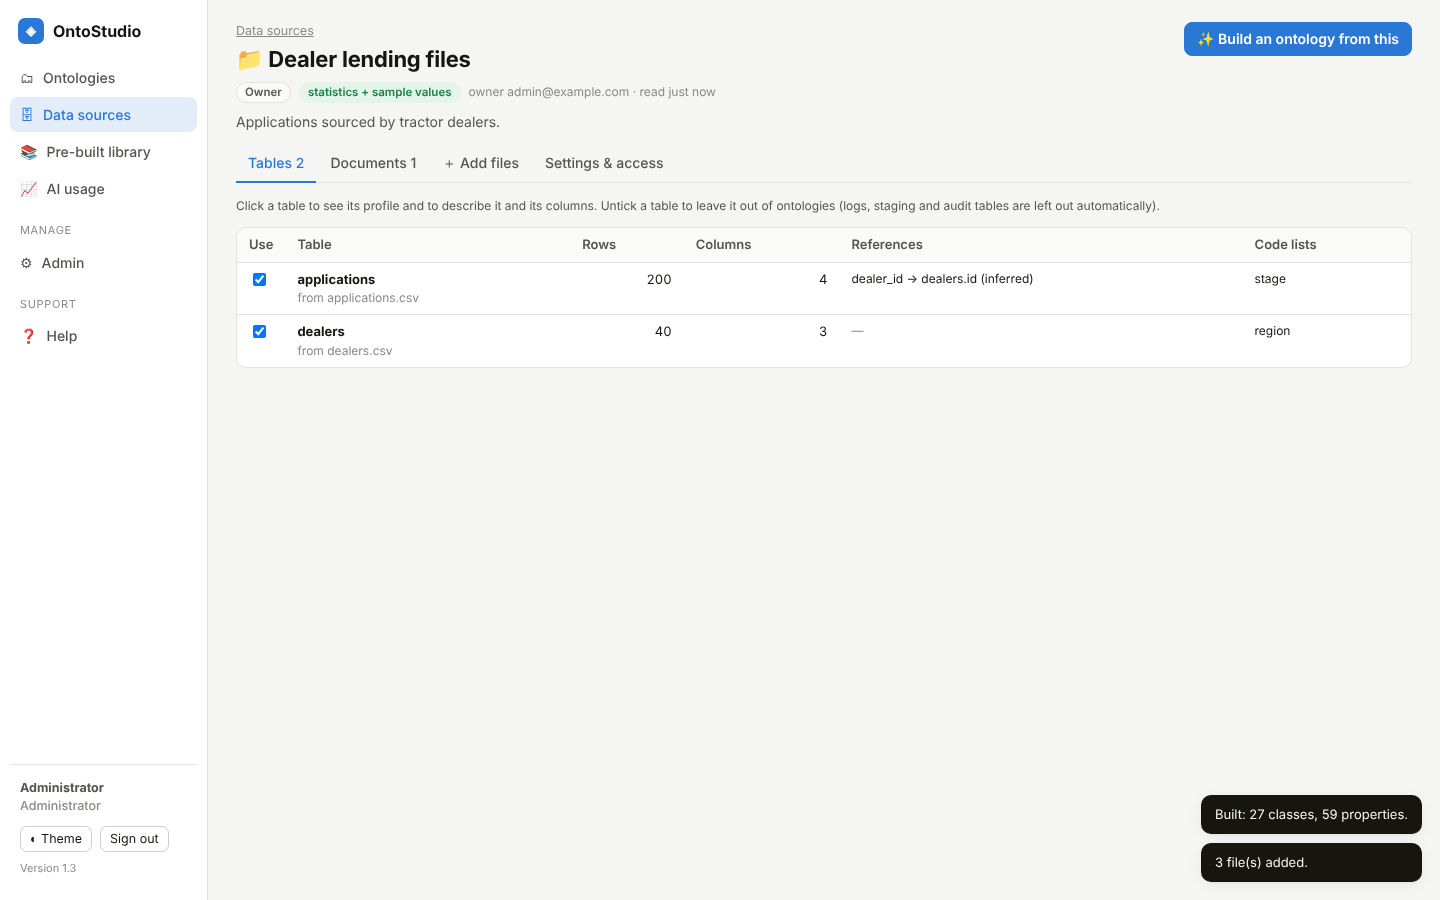 OntoStudio
Ontologies
Data sources
Pre-built library
AI usage
MANAGE
Admin
SUPPORT
Help
Administrator
Administrator
Theme
Sign out
Version 1.3
Data sources
Dealer lending files
Build an ontology from this
Owner
statistics + sample values
owner admin@example.com · read just now
Applications sourced by tractor dealers.
Tables 2
Documents 1
+ Add files
Settings & access
Click a table to see its profile and to describe it and its columns. Untick a table to leave it out of ontologies (logs, staging and audit tables are left out automatically).
Use Table Rows Columns References Code lists
applications 200 4 dealer_id → dealers.id (inferred) stage
from applications.csv
dealers 40 3 — region
from dealers.csv
Built: 27 classes, 59 properties.
3 file(s) added.